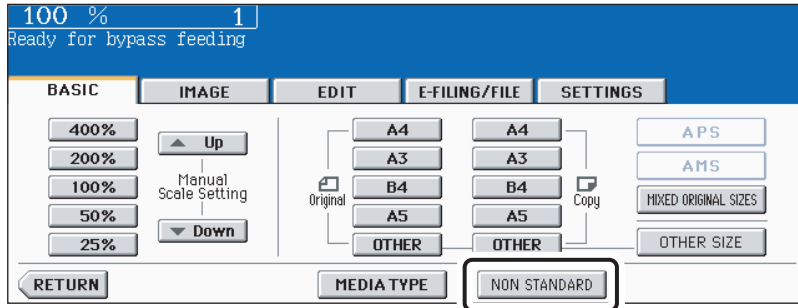 100 % 1
Ready for bypass feeding
BASIC IMAGE EDIT E-FILING/FILE SETTINGS
400% Up A4 A4 APS
200% A3 A3 AMS
100% Manual Scale Setting Original B4 B4 Copy MIXED ORIGINAL SIZES
50% Down A5 A5
25% OTHER OTHER OTHER SIZE
RETURN MEDIA TYPE NON STANDARD